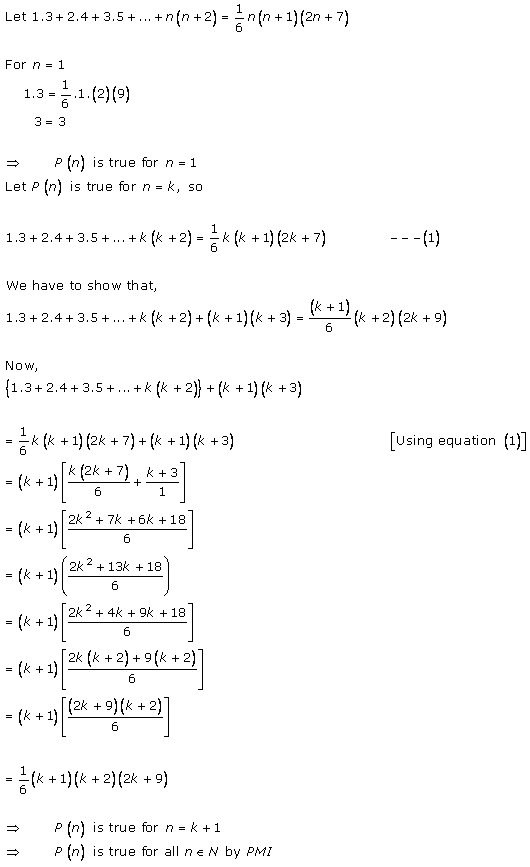 Let 1.3 + 2.4 + 3.5 + ... + n(n + 2) = 1/6 n(n + 1)(2n + 7)
For n = 1
1.3 = 1/6 .1.(2)(9)
3 = 3
⇒ P(n) is true for n = 1
Let P(n) is true for n = k, so
1.3 + 2.4 + 3.5 + ... + k(k + 2) = 1/6 k(k + 1)(2k + 7) - - - (1)
We have to show that,
1.3 + 2.4 + 3.5 + ... + k(k + 2) + (k + 1)(k + 3) = (k + 1)/6 (k + 2)(2k + 9)
Now,
{1.3 + 2.4 + 3.5 + ... + k(k + 2)} + (k + 1)(k + 3)
= 1/6 k(k + 1)(2k + 7) + (k + 1)(k + 3) [Using equation (1)]
= (k + 1)[k(2k + 7)/6 + (k + 3)/1]
= (k + 1)[(2k² + 7k + 6k + 18)/6]
= (k + 1)((2k² + 13k + 18)/6)
= (k + 1)[(2k² + 4k + 9k + 18)/6]
= (k + 1)[(2k(k + 2) + 9(k + 2))/6]
= (k + 1)[(2k + 9)(k + 2)/6]
= 1/6 (k + 1)(k + 2)(2k + 9)
⇒ P(n) is true for n = k + 1
⇒ P(n) is true for all n ∈ N by PMI